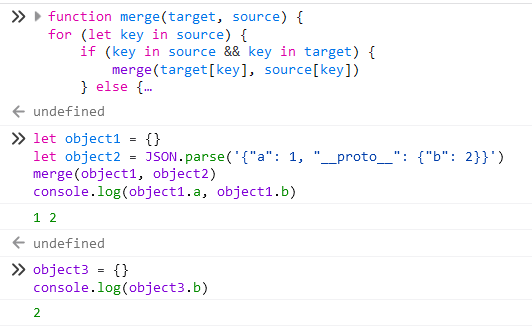 function merge(target, source) {
for (let key in source) {
if (key in source && key in target) {
merge(target[key], source[key])
} else {…
undefined
let object1 = {}
let object2 = JSON.parse('{"a": 1, "__proto__": {"b": 2}}')
merge(object1, object2)
console.log(object1.a, object1.b)
1 2
undefined
object3 = {}
console.log(object3.b)
2